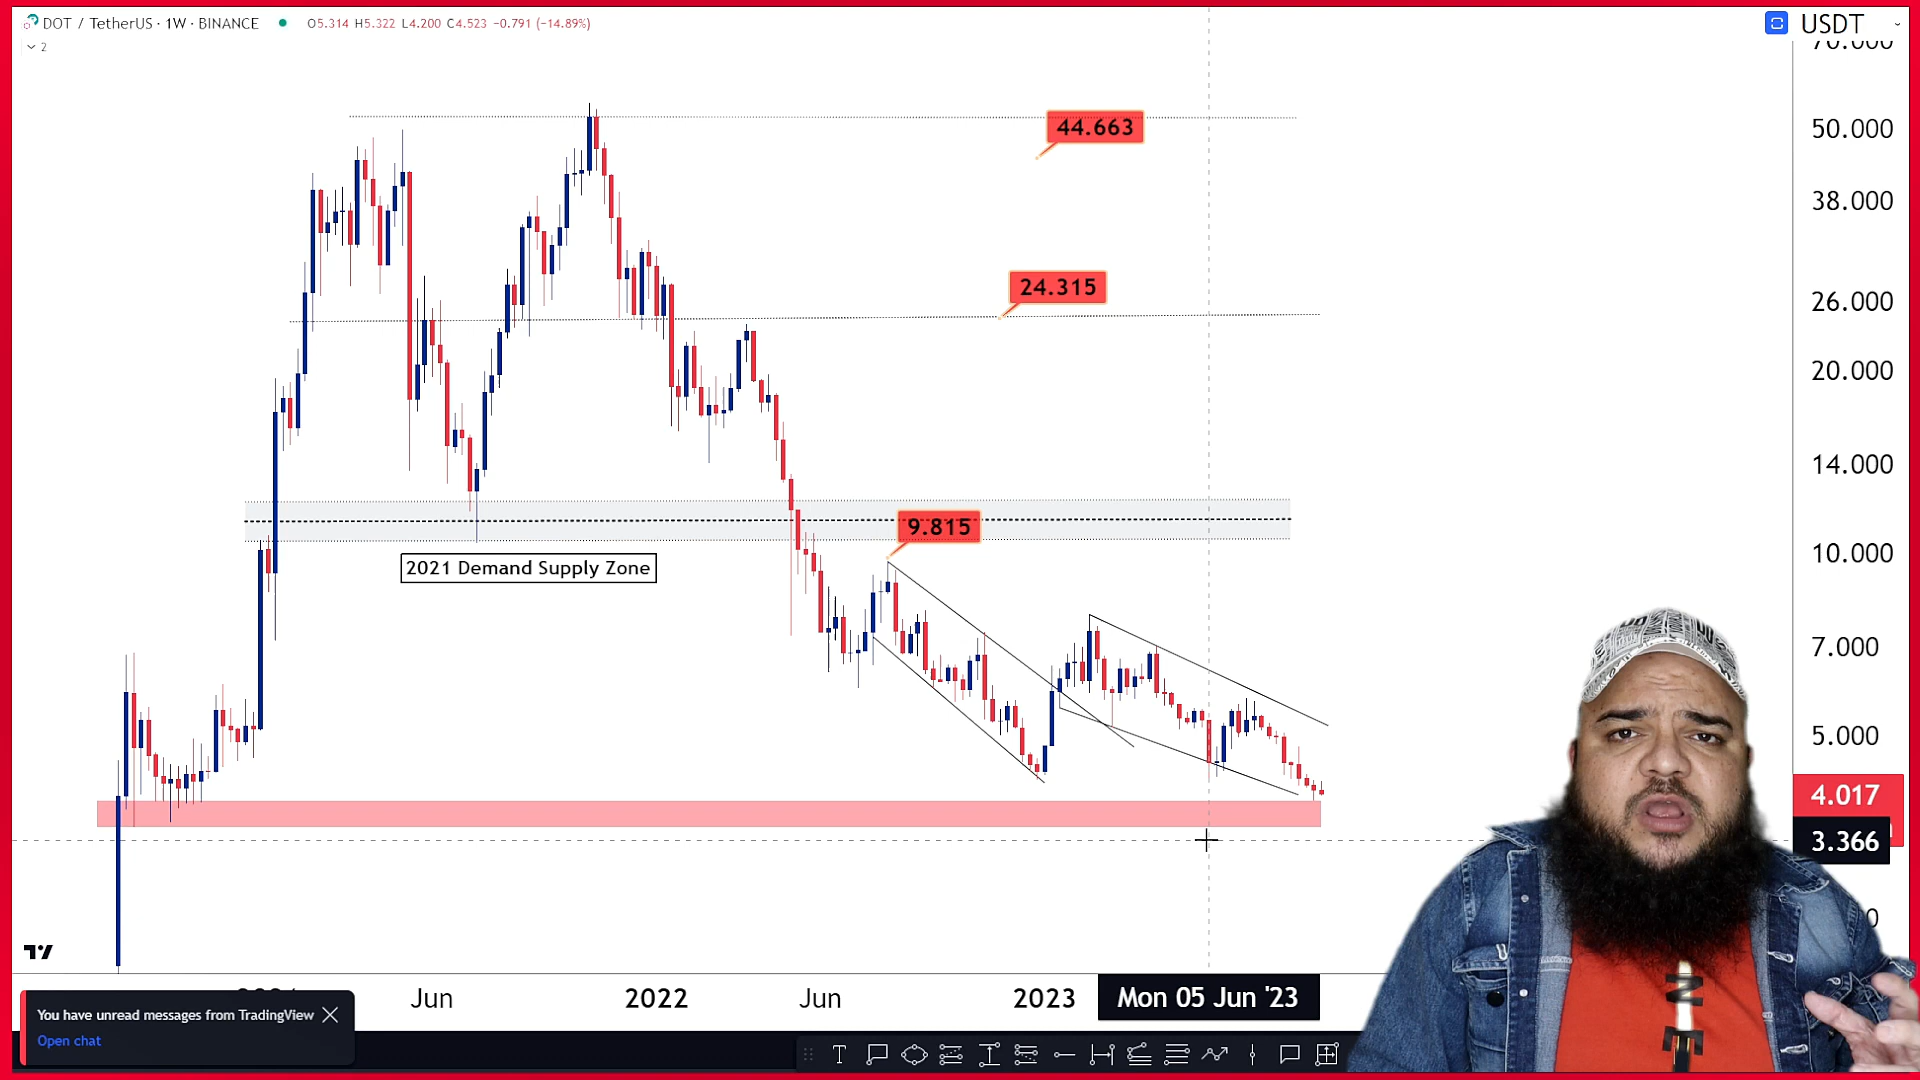 DOT / TetherUS · 1W · BINANCE O5.314 H5.322 L4.200 C4.523 −0.791 (−14.89%)
2
USDT
70.000
44.663
50.000
38.000
24.315
26.000
20.000
14.000
9.815
10.000
2021 Demand Supply Zone
7.000
5.000
4.017
3.366
Jun
2022
Jun
2023
Mon 05 Jun '23
You have unread messages from TradingView
Open chat